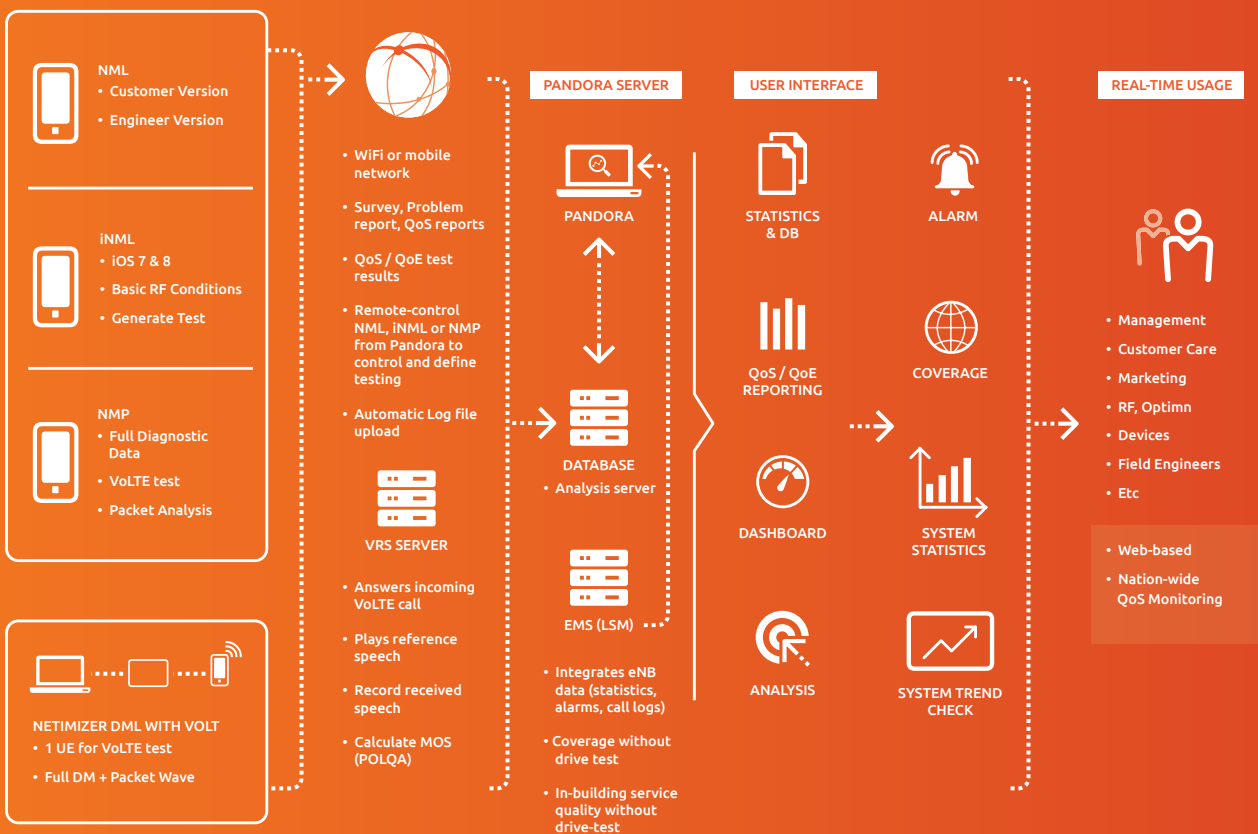 NML
• Customer Version
• Engineer Version
iNML
• iOS 7 & 8
• Basic RF Conditions
• Generate Test
NMP
• Full Diagnostic
Data
• VoLTE test
• Packet Analysis
NETIMIZER DML WITH VOLT
• 1 UE for VoLTE test
• Full DM + Packet Wave
• WiFi or mobile
network
• Survey, Problem
report, QoS reports
• QoS / QoE test
results
• Remote-control
NML, iNML or NMP
from Pandora to
control and define
testing
• Automatic Log file
upload
VRS SERVER
• Answers incoming
VoLTE call
• Plays reference
speech
• Record received
speech
• Calculate MOS
(POLQA)
PANDORA SERVER
PANDORA
DATABASE
• Analysis server
EMS (LSM)
• Integrates eNB
data (statistics,
alarms, call logs)
• Coverage without
drive test
• In-building service
quality without
drive-test
USER INTERFACE
STATISTICS
& DB
QoS / QoE
REPORTING
DASHBOARD
ANALYSIS
ALARM
COVERAGE
SYSTEM
STATISTICS
SYSTEM TREND
CHECK
REAL-TIME USAGE
• Management
• Customer Care
• Marketing
• RF, Optimn
• Devices
• Field Engineers
• Etc
• Web-based
• Nation-wide
QoS Monitoring